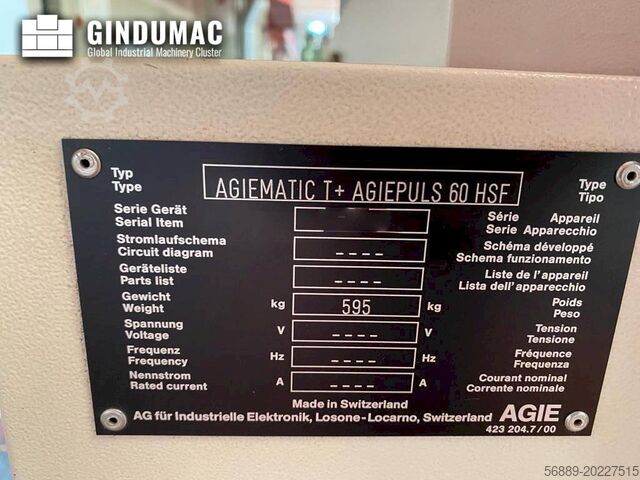 GINDUMAC
Global Industrial Machinery Cluster
Typ
Type
AGIEMATIC T+ AGIEPULS 60 HSF
Type
Tipo
Serie Gerät
Serial Item
Série Appareil
Serie Apparecchio
Stromlaufschema
Circuit diagram
----
Schéma développé
Schema funzionamento
Geräteliste
Parts list
----
Liste de l'appareil
Lista dell'apparecchio
Gewicht
Weight
kg 595 kg
Poids
Peso
Spannung
Voltage
V ---- V
Tension
Tensione
Frequenz
Frequency
Hz ---- Hz
Fréquence
Frequenza
Nennstrom
Rated current
A ---- A
Courant nominal
Corrente nominale
Made in Switzerland
AG für Industrielle Elektronik, Losone-Locarno, Switzerland AGIE
423 204.7/00
56889-20227515